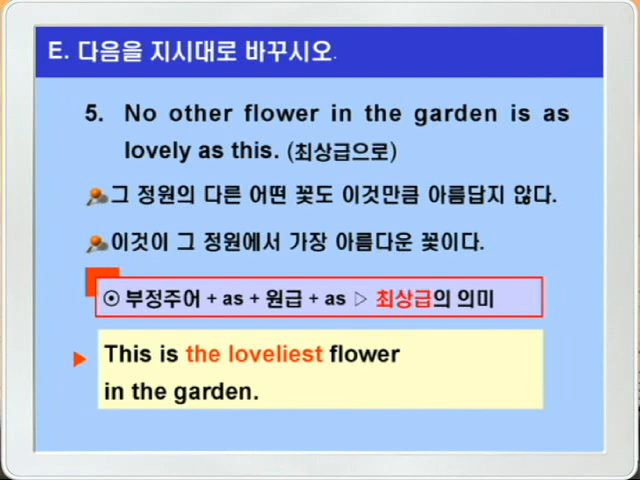 E. 다음을 지시대로 바꾸시오.
5. No other flower in the garden is as
lovely as this. (최상급으로)
그 정원의 다른 어떤 꽃도 이것만큼 아름답지 않다.
이것이 그 정원에서 가장 아름다운 꽃이다.
⊙ 부정주어 + as + 원급 + as ▷ 최상급의 의미
▶ This is the loveliest flower
in the garden.